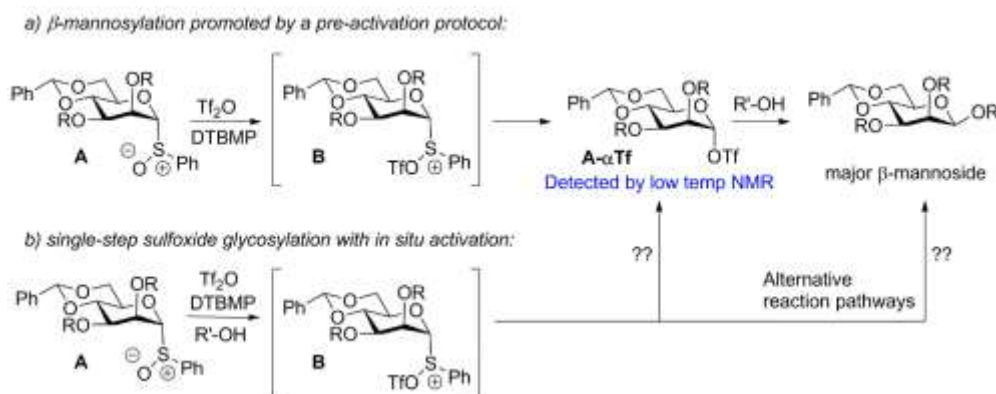 a) β-mannosylation promoted by a pre-activation protocol:
Ph
O
O
OR
RO
O
A
⊖
O
S
⊕
Ph
Tf2O
DTBMP
Ph
O
O
OR
RO
O
B
TfO
S
⊕
Ph
Ph
O
O
OR
RO
O
A-αTf
OTf
Detected by low temp NMR
R'-OH
Ph
O
O
OR
RO
O
OR
major β-mannoside
b) single-step sulfoxide glycosylation with in situ activation:
Ph
O
O
OR
RO
O
A
⊖
O
S
⊕
Ph
Tf2O
DTBMP
R'-OH
Ph
O
O
OR
RO
O
B
TfO
S
⊕
Ph
??
??
Alternative
reaction pathways